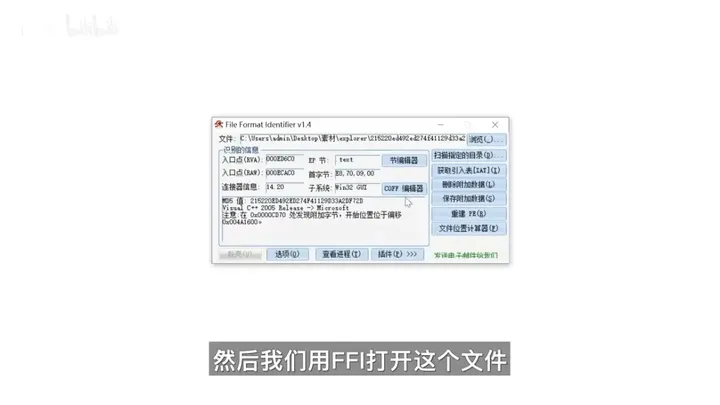 bilibili
File Format Identifier v1.4
文件: C:\Users\admin\Desktop\素材\explorer\215220ed492ed274f41129d33a2 浏览(_)...
识别的信息
入口点(RVA): 000ED6C0 EP 节: text 节编辑器
入口点(RAW): 000ECAC0 首字节: E8,70,09,00
连接器信息: 14.20 子系统: Win32 GUI COFF 编辑器
MD5 值: 215220ED492ED274F41129D33A2DF72D
Visual C++ 2005 Release -> Microsoft
注意:在 0x0000CD70 处发现附加字节,开始位置位于偏移
0x004A1600。
扫描指定的目录(D)...
获取引入表[IAT](I)
删除附加数据(L)
保存附加数据(S)
重建 PE(R)
文件位置计算器(F)
选项(O) 查看进程(T) 插件(P) >>> 发送电子邮件给我们
然后我们用FFI打开这个文件